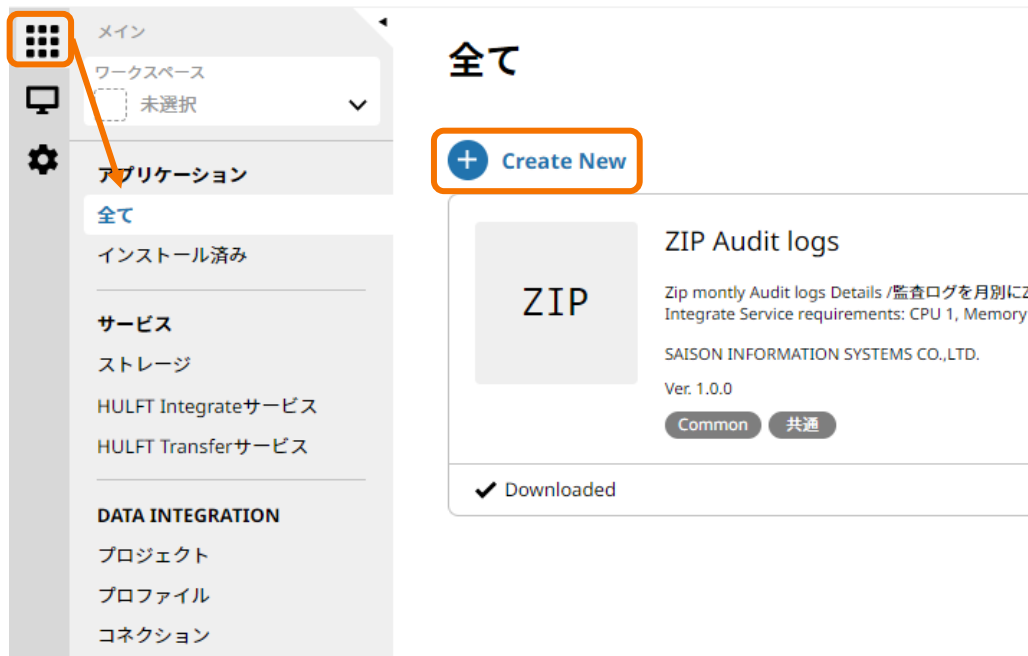 メイン
ワークスペース
未選択
アプリケーション
全て
インストール済み
サービス
ストレージ
HULFT Integrateサービス
HULFT Transferサービス
DATA INTEGRATION
プロジェクト
プロファイル
コネクション
全て
Create New
ZIP
ZIP Audit logs
Zip montly Audit logs Details /監査ログを月別にZ
Integrate Service requirements: CPU 1, Memory
SAISON INFORMATION SYSTEMS CO.,LTD.
Ver. 1.0.0
Common 共通
Downloaded